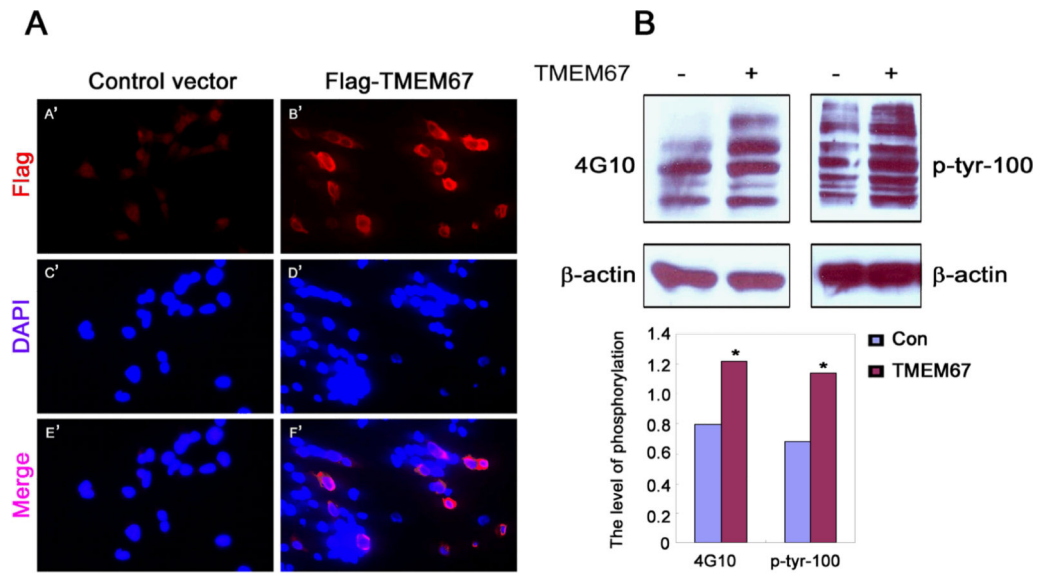 A
B
Control vector
Flag-TMEM67
Flag
A'
B'
DAPI
C'
D'
Merge
E'
F'
TMEM67 - + - +
4G10
p-tyr-100
β-actin
β-actin
The level of phosphorylation
1.4
1.2
1.0
0.8
0.6
0.4
0.2
0
*
*
4G10 p-tyr-100
Con
TMEM67